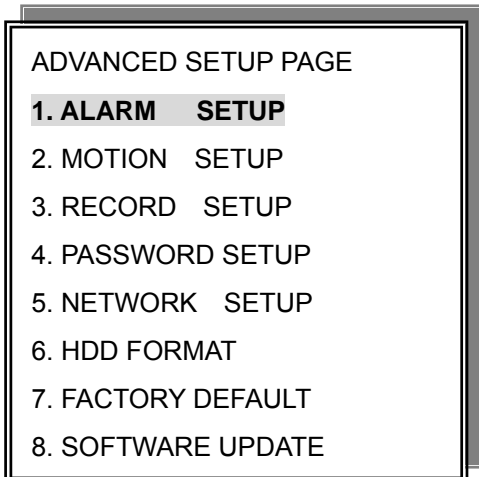 ADVANCED SETUP PAGE
1. ALARM SETUP
2. MOTION SETUP
3. RECORD SETUP
4. PASSWORD SETUP
5. NETWORK SETUP
6. HDD FORMAT
7. FACTORY DEFAULT
8. SOFTWARE UPDATE